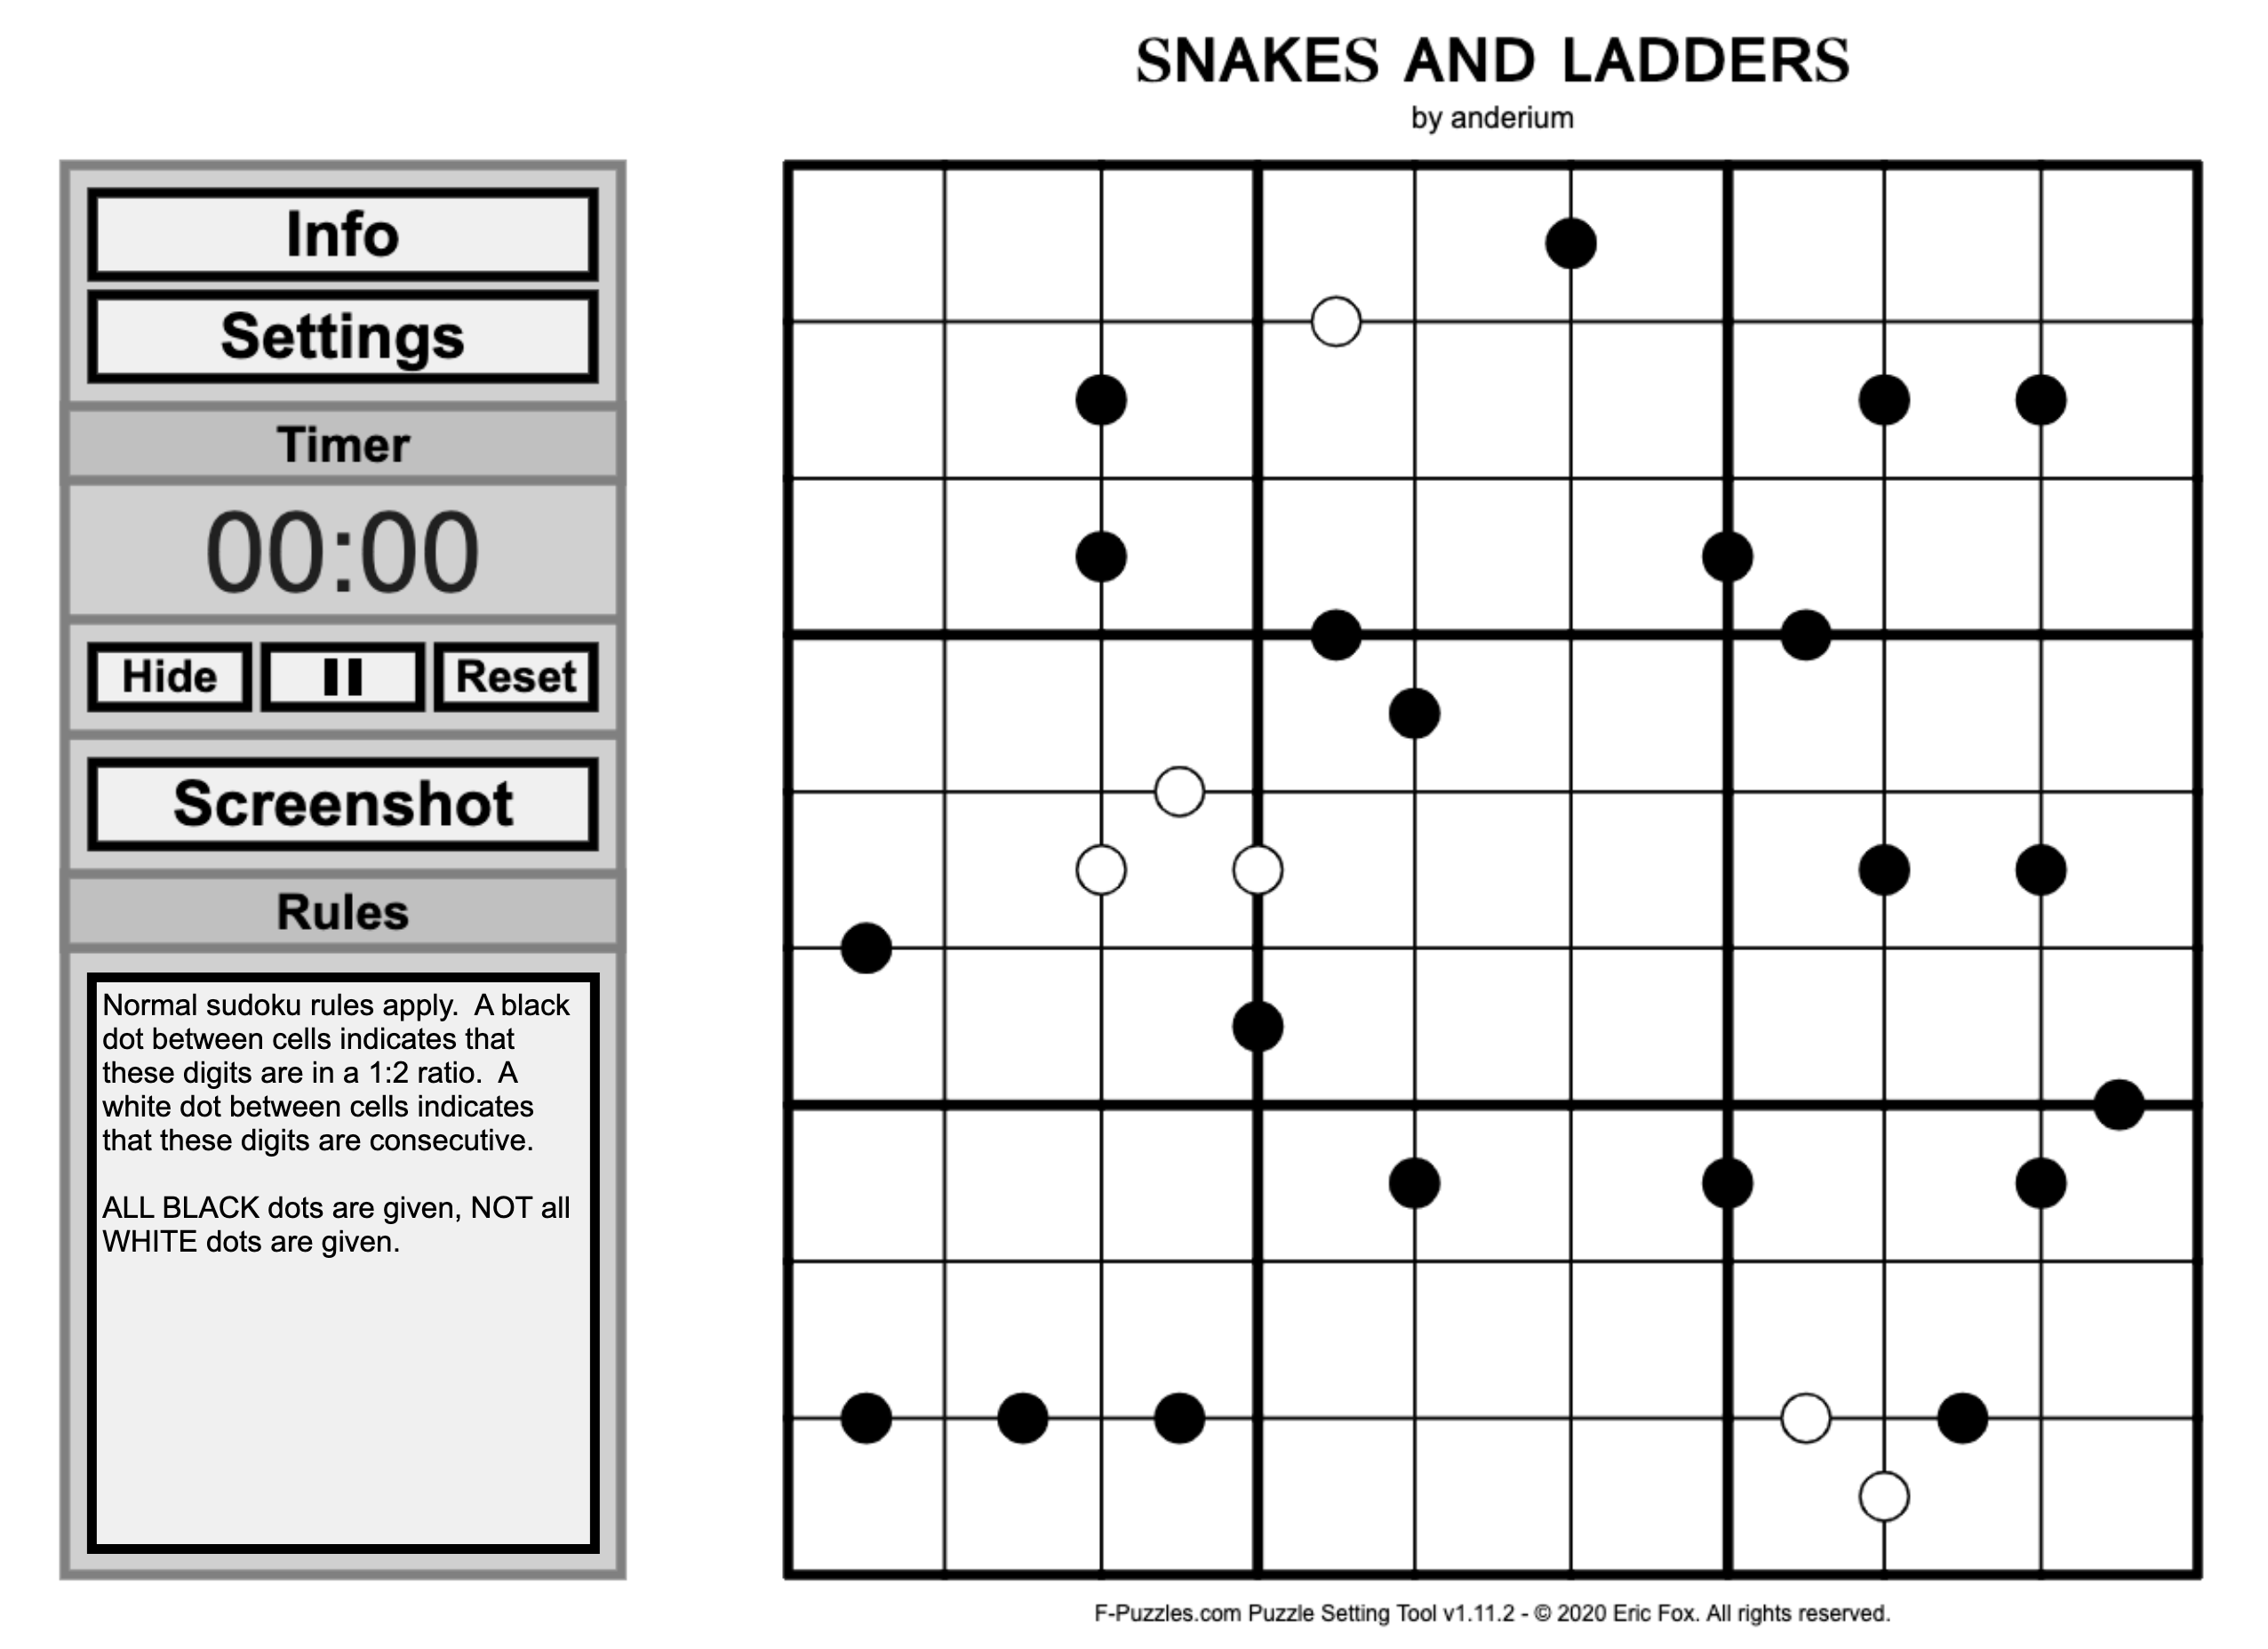 SNAKES AND LADDERS
by anderium
Info
Settings
Timer
00:00
Hide
Reset
Screenshot
Rules
Normal sudoku rules apply.  A black
dot between cells indicates that
these digits are in a 1:2 ratio.  A
white dot between cells indicates
that these digits are consecutive.
ALL BLACK dots are given, NOT all
WHITE dots are given.
F-Puzzles.com Puzzle Setting Tool v1.11.2 - © 2020 Eric Fox. All rights reserved.